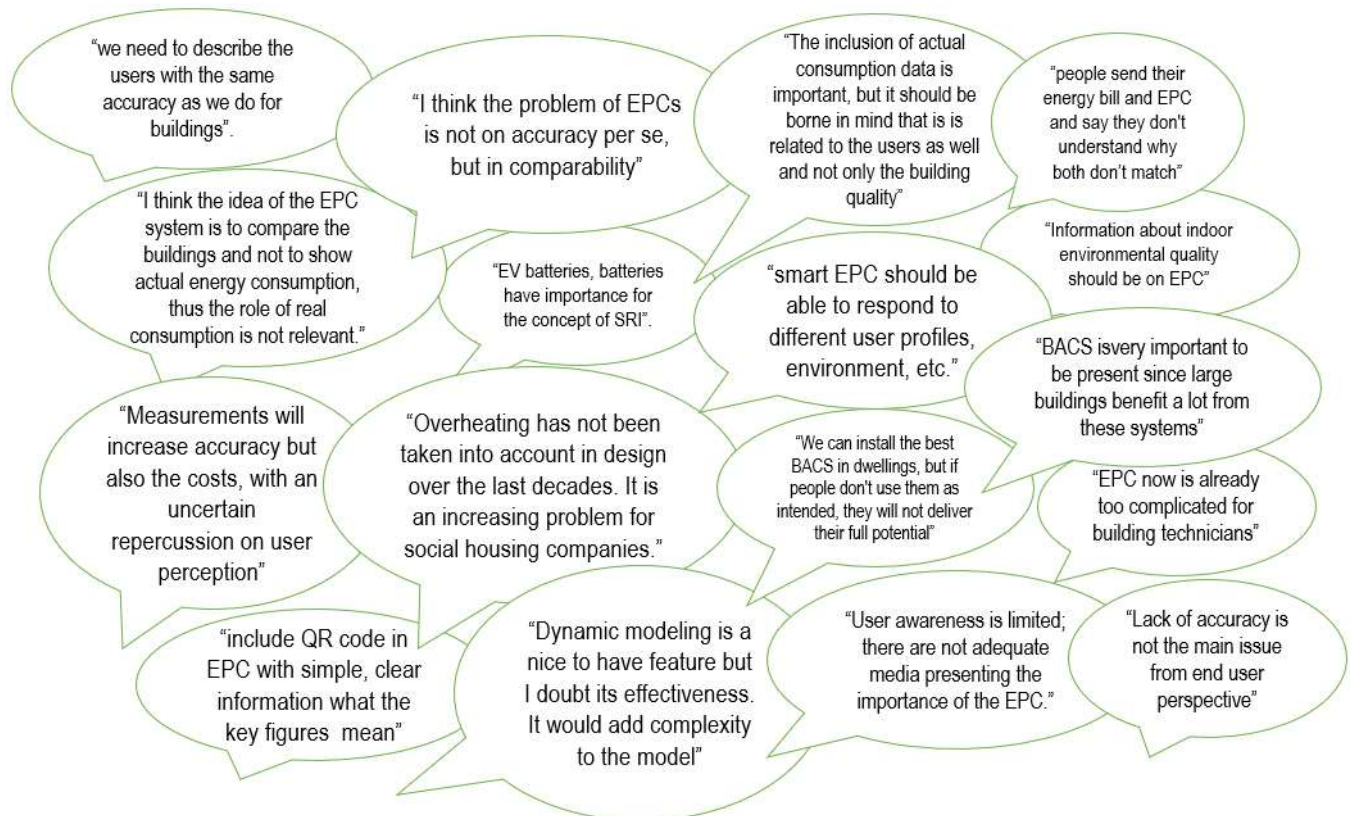 “we need to describe the
users with the same
accuracy as we do for
buildings”.
“I think the problem of EPCs
is not on accuracy per se,
but in comparability”
“The inclusion of actual
consumption data is
important, but it should be
borne in mind that is is
related to the users as well
and not only the building
quality”
“people send their
energy bill and EPC
and say they don't
understand why
both don’t match”
“I think the idea of the EPC
system is to compare the
buildings and not to show
actual energy consumption,
thus the role of real
consumption is not relevant.”
“EV batteries, batteries
have importance for
the concept of SRI”.
“smart EPC should be
able to respond to
different user profiles,
environment, etc.”
“Information about indoor
environmental quality
should be on EPC”
“BACS isvery important to
be present since large
buildings benefit a lot from
these systems”
“Measurements will
increase accuracy but
also the costs, with an
uncertain
repercussion on user
perception”
“Overheating has not been
taken into account in design
over the last decades. It is
an increasing problem for
social housing companies.”
“We can install the best
BACS in dwellings, but if
people don't use them as
intended, they will not deliver
their full potential”
“EPC now is already
too complicated for
building technicians”
“include QR code in
EPC with simple, clear
information what the
key figures mean”
“Dynamic modeling is a
nice to have feature but
I doubt its effectiveness.
It would add complexity
to the model”
“User awareness is limited;
there are not adequate
media presenting the
importance of the EPC.”
“Lack of accuracy is
not the main issue
from end user
perspective”